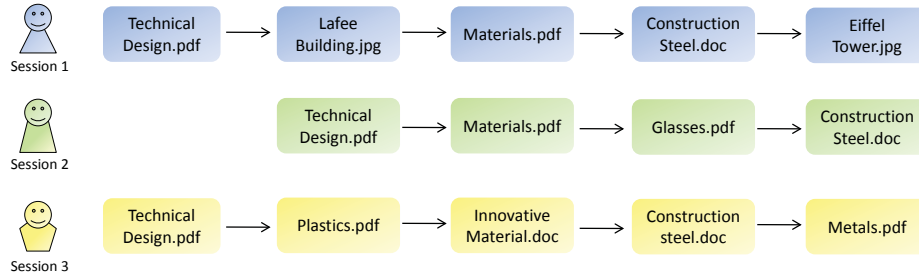 Technical
Design.pdf
Lafee
Building.jpg
Materials.pdf
Construction
Steel.doc
Eiffel
Tower.jpg
Session 1
Technical
Design.pdf
Materials.pdf
Glasses.pdf
Construction
Steel.doc
Session 2
Technical
Design.pdf
Plastics.pdf
Innovative
Material.doc
Construction
steel.doc
Metals.pdf
Session 3